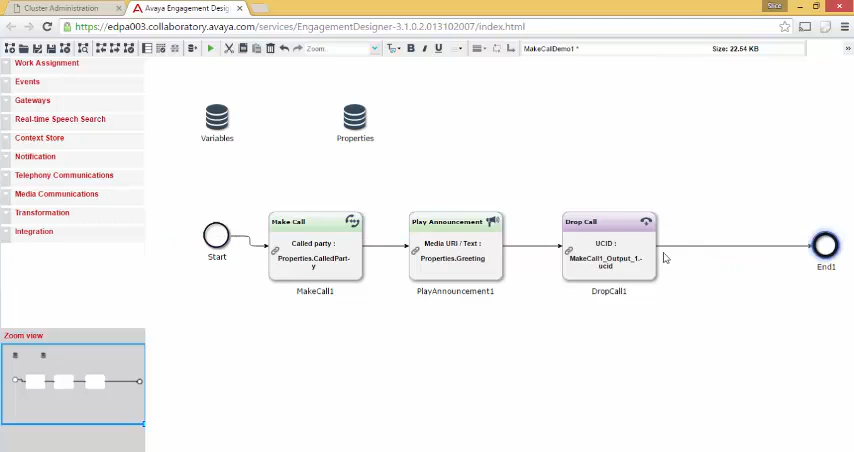 Cluster Administration
Avaya Engagement Desig
Slice
https://edpa003.collaboratory.avaya.com/services/EngagementDesigner-3.1.0.2.013102007/index.html
Zoom.
T
B
I
U
MakeCallDemo1 *
Size: 22.54 KB
»
Work Assignment
Events
Gateways
Real-time Speech Search
Context Store
Notification
Telephony Communications
Media Communications
Transformation
Integration
Variables
Properties
Start
Make Call
Called party :
Properties.CalledPart-
y
MakeCall1
Play Announcement
Media URI / Text :
Properties.Greeting
PlayAnnouncement1
Drop Call
UCID :
MakeCall1_Output_1.-
ucid
DropCall1
End1
Zoom view